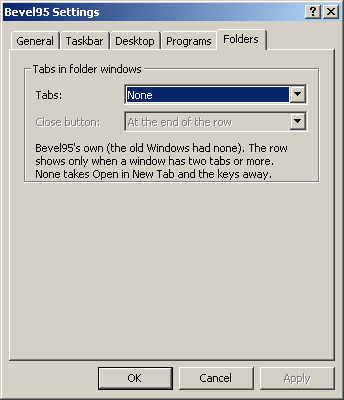 Bevel95 Settings
General
Taskbar
Desktop
Programs
Folders
Tabs in folder windows
Tabs:
None
Close button:
At the end of the row
Bevel95's own (the old Windows had none). The row
shows only when a window has two tabs or more.
None takes Open in New Tab and the keys away.
OK
Cancel
Apply